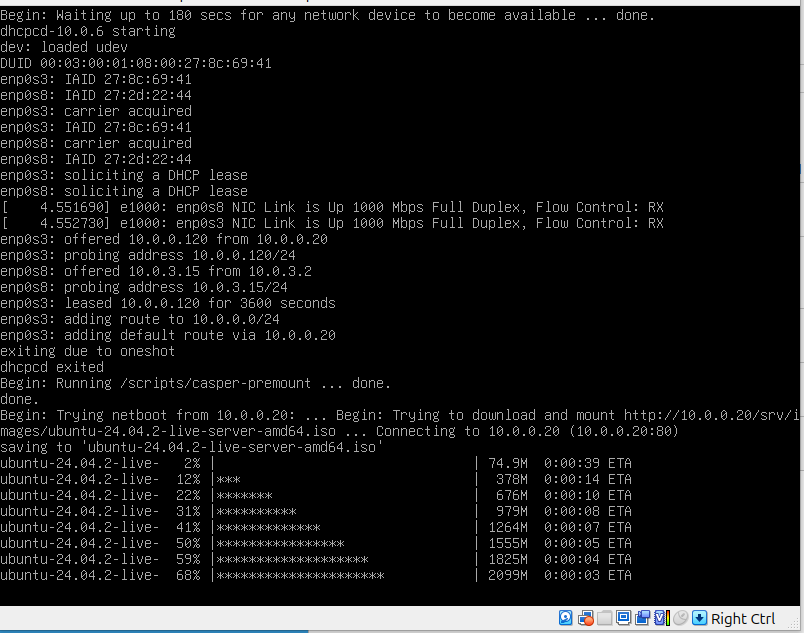 Begin: Waiting up to 180 secs for any network device to become available ... done.
dhcpcd-10.0.6 starting
dev: loaded udev
DUID 00:03:00:01:08:00:27:8c:69:41
enp0s3: IAID 27:8c:69:41
enp0s8: IAID 27:2d:22:44
enp0s3: carrier acquired
enp0s3: IAID 27:8c:69:41
enp0s8: carrier acquired
enp0s8: IAID 27:2d:22:44
enp0s3: soliciting a DHCP lease
enp0s8: soliciting a DHCP lease
[    4.551690] e1000: enp0s8 NIC Link is Up 1000 Mbps Full Duplex, Flow Control: RX
[    4.552730] e1000: enp0s3 NIC Link is Up 1000 Mbps Full Duplex, Flow Control: RX
enp0s3: offered 10.0.0.120 from 10.0.0.20
enp0s3: probing address 10.0.0.120/24
enp0s8: offered 10.0.3.15 from 10.0.3.2
enp0s8: probing address 10.0.3.15/24
enp0s3: leased 10.0.0.120 for 3600 seconds
enp0s3: adding route to 10.0.0.0/24
enp0s3: adding default route via 10.0.0.20
exiting due to oneshot
dhcpcd exited
Begin: Running /scripts/casper-premount ... done.
done.
Begin: Trying netboot from 10.0.0.20: ... Begin: Trying to download and mount http://10.0.0.20/srv/i
mages/ubuntu-24.04.2-live-server-amd64.iso ... Connecting to 10.0.0.20 (10.0.0.20:80)
saving to 'ubuntu-24.04.2-live-server-amd64.iso'
ubuntu-24.04.2-live-   2% |                                | 74.9M  0:00:39 ETA
ubuntu-24.04.2-live-  12% |***                             |  378M  0:00:14 ETA
ubuntu-24.04.2-live-  22% |*******                         |  676M  0:00:10 ETA
ubuntu-24.04.2-live-  31% |**********                      |  979M  0:00:08 ETA
ubuntu-24.04.2-live-  41% |*************                   | 1264M  0:00:07 ETA
ubuntu-24.04.2-live-  50% |****************                | 1555M  0:00:05 ETA
ubuntu-24.04.2-live-  59% |*******************             | 1825M  0:00:04 ETA
ubuntu-24.04.2-live-  68% |*********************           | 2099M  0:00:03 ETA
Right Ctrl